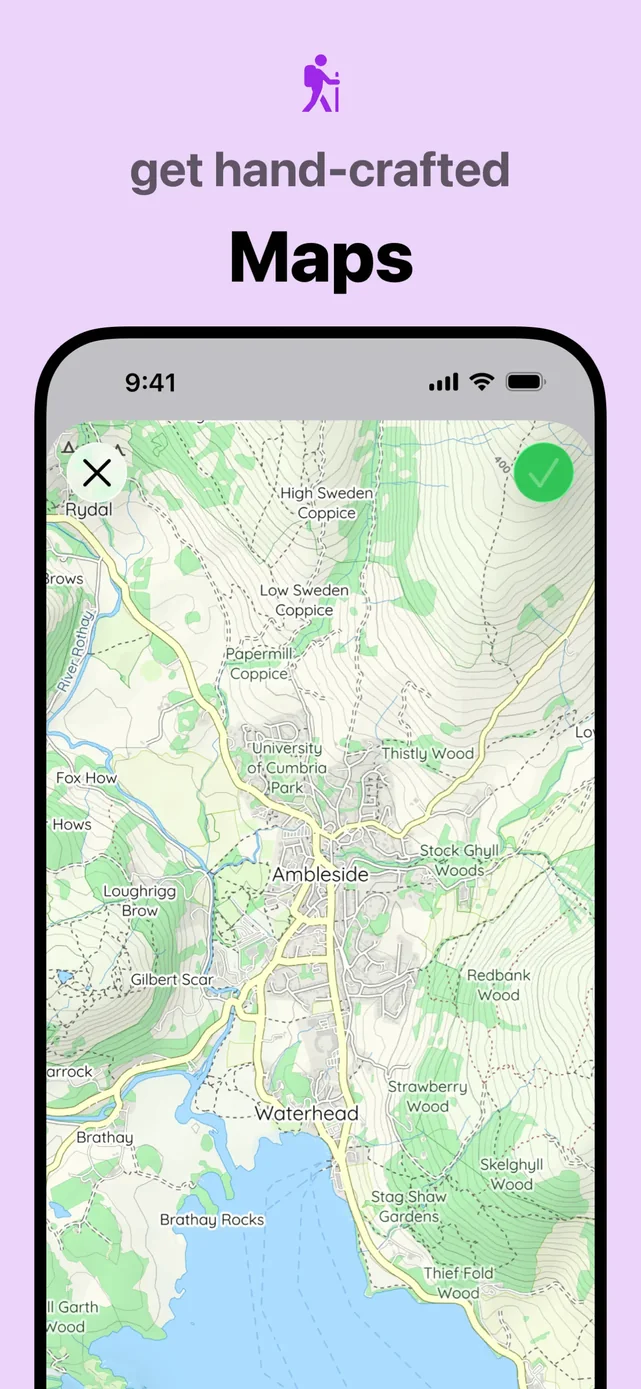 get hand-crafted
Maps
9:41
400
High Sweden
Coppice
Rydal
Brows
Low Sweden
Coppice
River Rothay
Papermill
Coppice
University
of Cumbria
Park
Thistly Wood
Fox How
Hows
Stock Ghyll
Woods
Ambleside
Loughrigg
Brow
Gilbert Scar
Redbank
Wood
arrock
Strawberry
Wood
Waterhead
Brathay
Skelghyll
Wood
Stag Shaw
Gardens
Brathay Rocks
Thief Fold
Wood
ll Garth
Wood